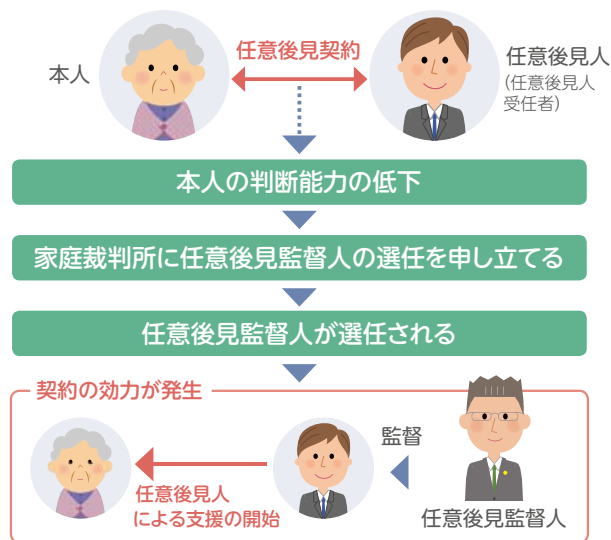 本人
任意後見契約
任意後見人
(任意後見人
受任者)
本人の判断能力の低下
家庭裁判所に任意後見監督人の選任を申し立てる
任意後見監督人が選任される
契約の効力が発生
監督
任意後見人
による支援の開始
任意後見監督人